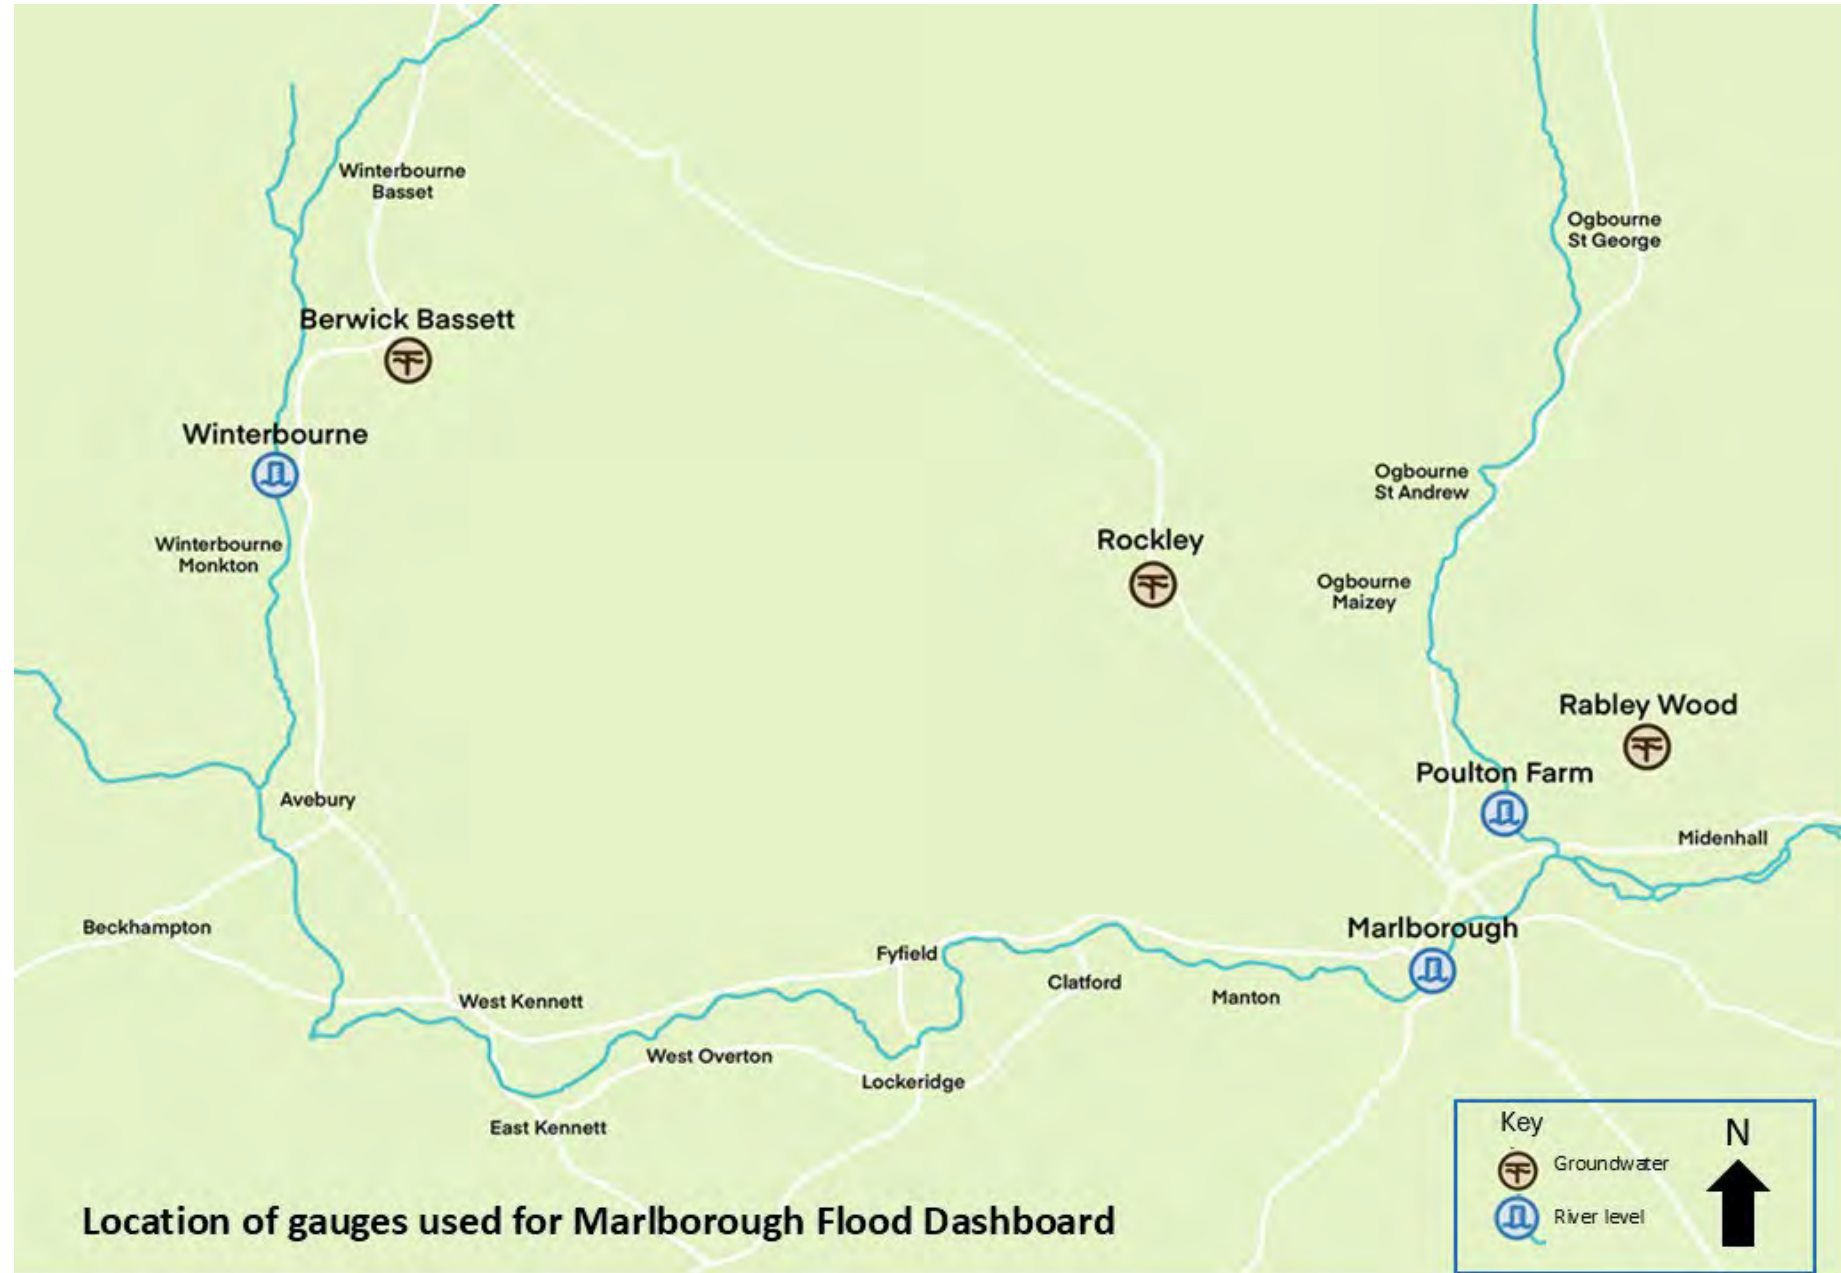 Winterbourne
Basset
Ogbourne
St George
Berwick Bassett
Winterbourne
Ogbourne
St Andrew
Winterbourne
Monkton
Rockley
Ogbourne
Maizey
Rabley Wood
Poulton Farm
Avebury
Midenhall
Beckhampton
Marlborough
Fyfield
Clatford
Manton
West Kennett
West Overton
Lockeridge
East Kennett
Key
N
Groundwater
River level
Location of gauges used for Marlborough Flood Dashboard